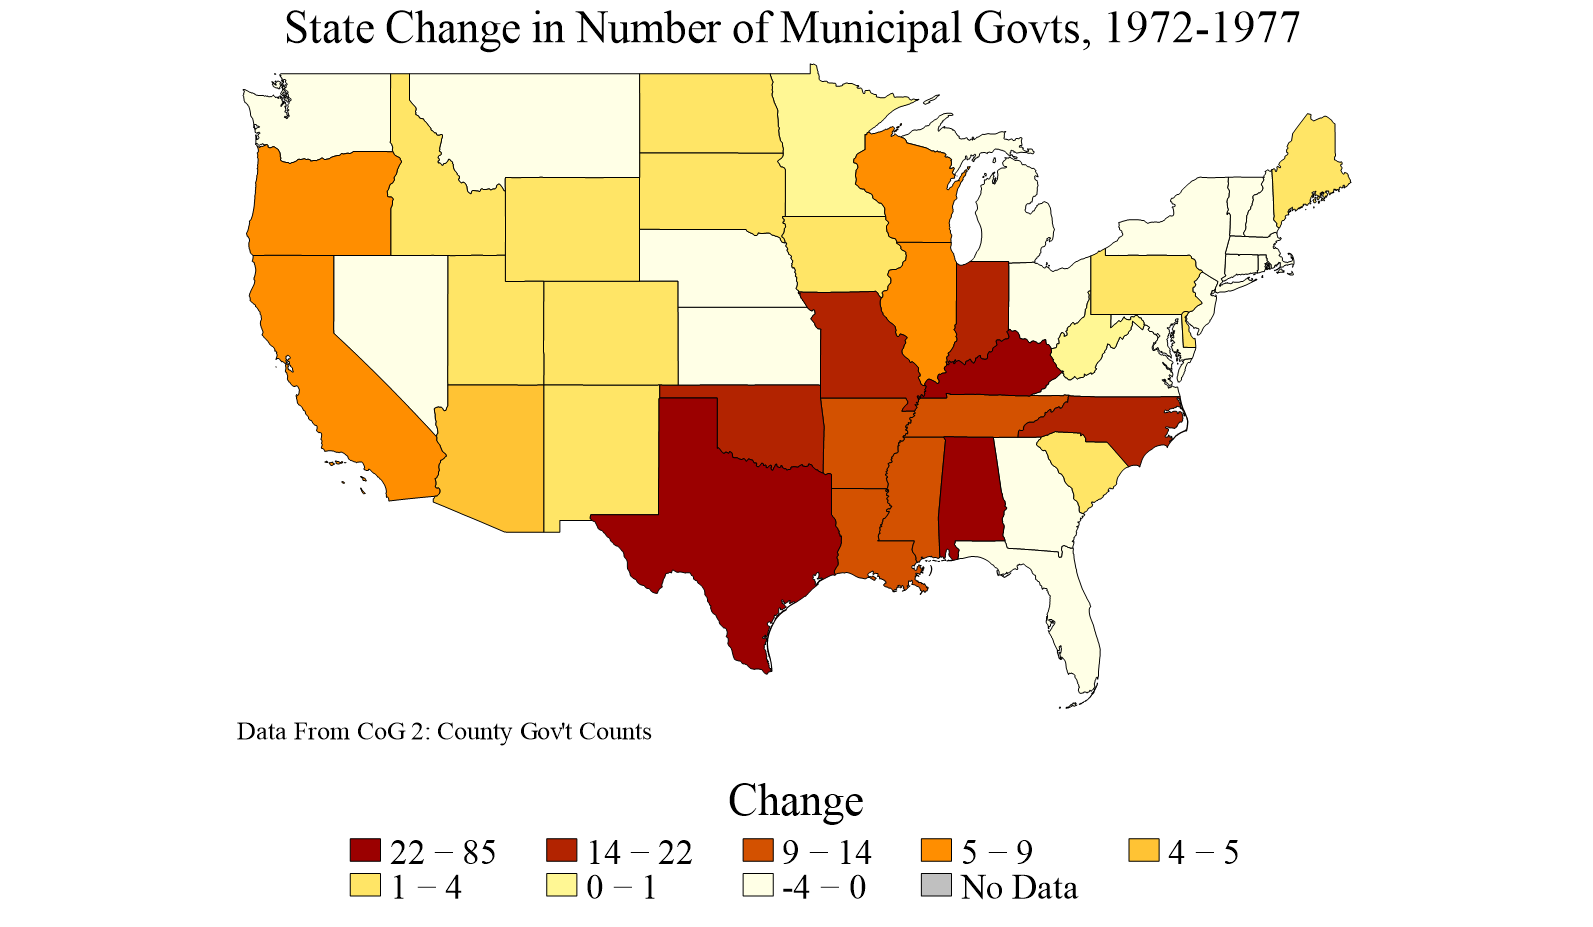 State Change in Number of Municipal Govts, 1972-1977
Data From CoG 2: County Gov't Counts
Change
22 − 85 14 − 22 9 − 14 5 − 9 4 − 5
1 − 4 0 − 1 -4 − 0 No Data